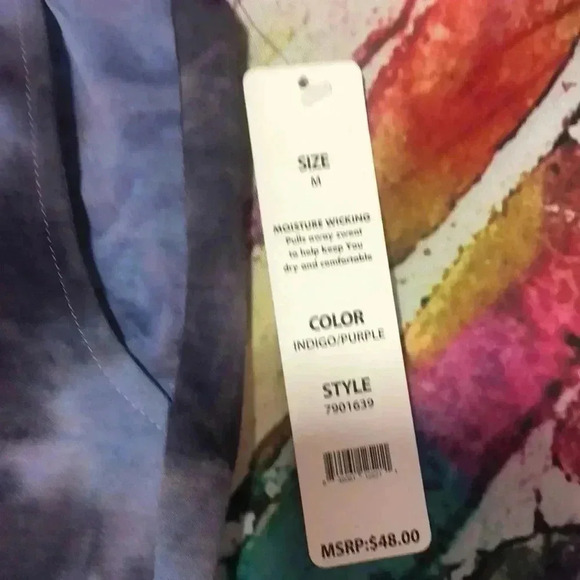 SIZE
M
MOISTURE WICKING
Pulls away sweat
to help keep You
dry and comfortable
COLOR
INDIGO/PURPLE
STYLE
7901639
MSRP:$48.00